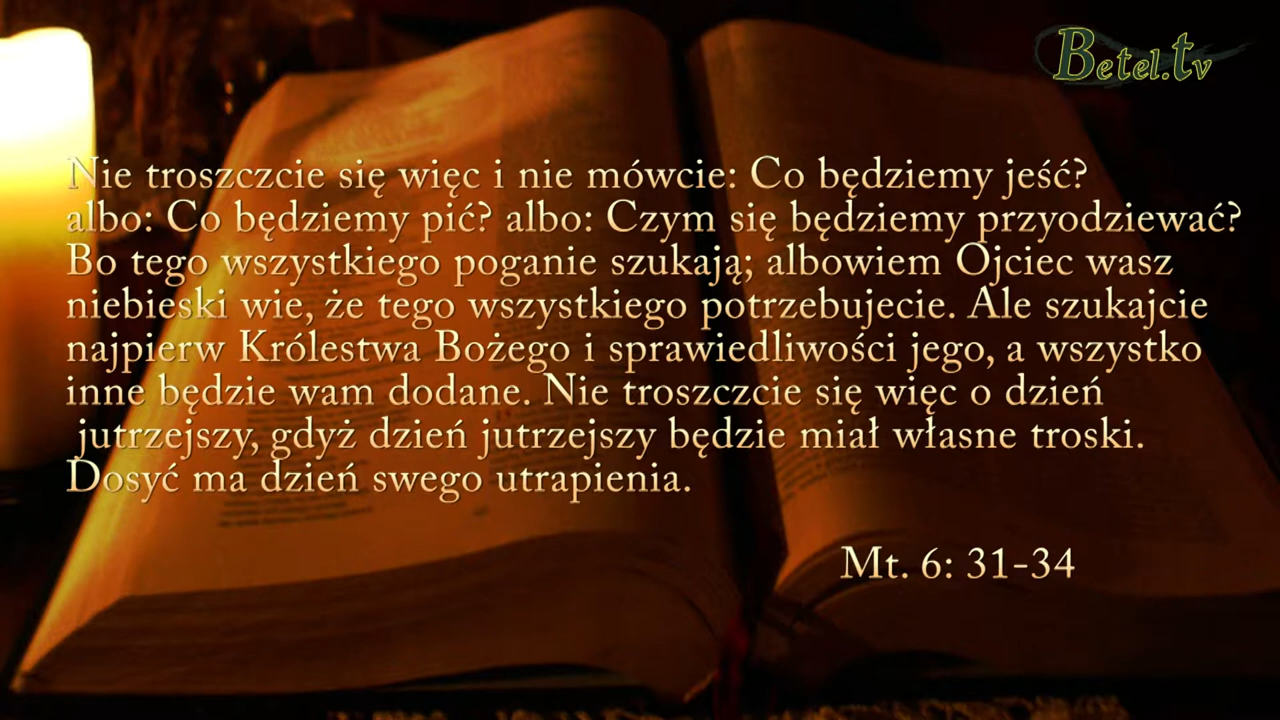 Betel.tv
Nie troszczcie się więc i nie mówcie: Co będziemy jeść?
albo: Co będziemy pić? albo: Czym się będziemy przyodziewać?
Bo tego wszystkiego poganie szukają; albowiem Ojciec wasz
niebieski wie, że tego wszystkiego potrzebujecie. Ale szukajcie
najpierw Królestwa Bożego i sprawiedliwości jego, a wszystko
inne będzie wam dodane. Nie troszczcie się więc o dzień
jutrzejszy, gdyż dzień jutrzejszy będzie miał własne troski.
Dosyć ma dzień swego utrapienia.
Mt. 6: 31-34